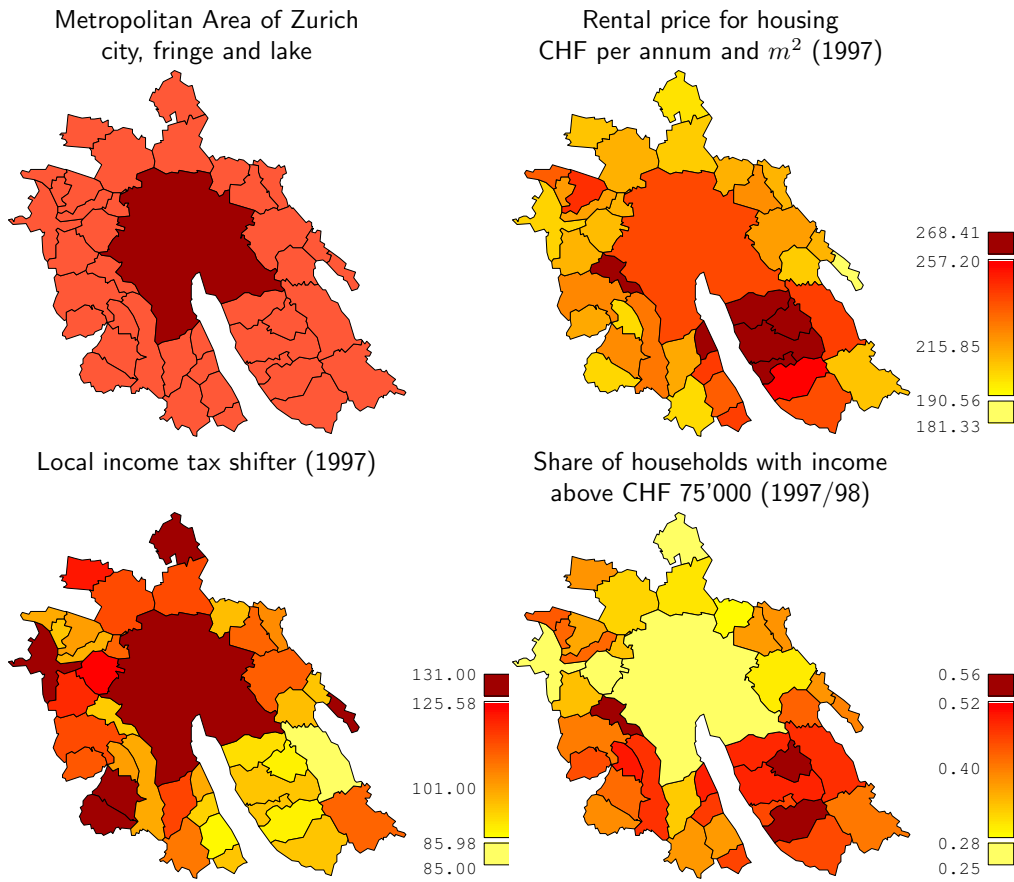 Metropolitan Area of Zurich
city, fringe and lake
Rental price for housing
CHF per annum and m² (1997)
268.41
257.20
215.85
190.56
181.33
Local income tax shifter (1997)
131.00
125.58
101.00
85.98
85.00
Share of households with income
above CHF 75'000 (1997/98)
0.56
0.52
0.40
0.28
0.25